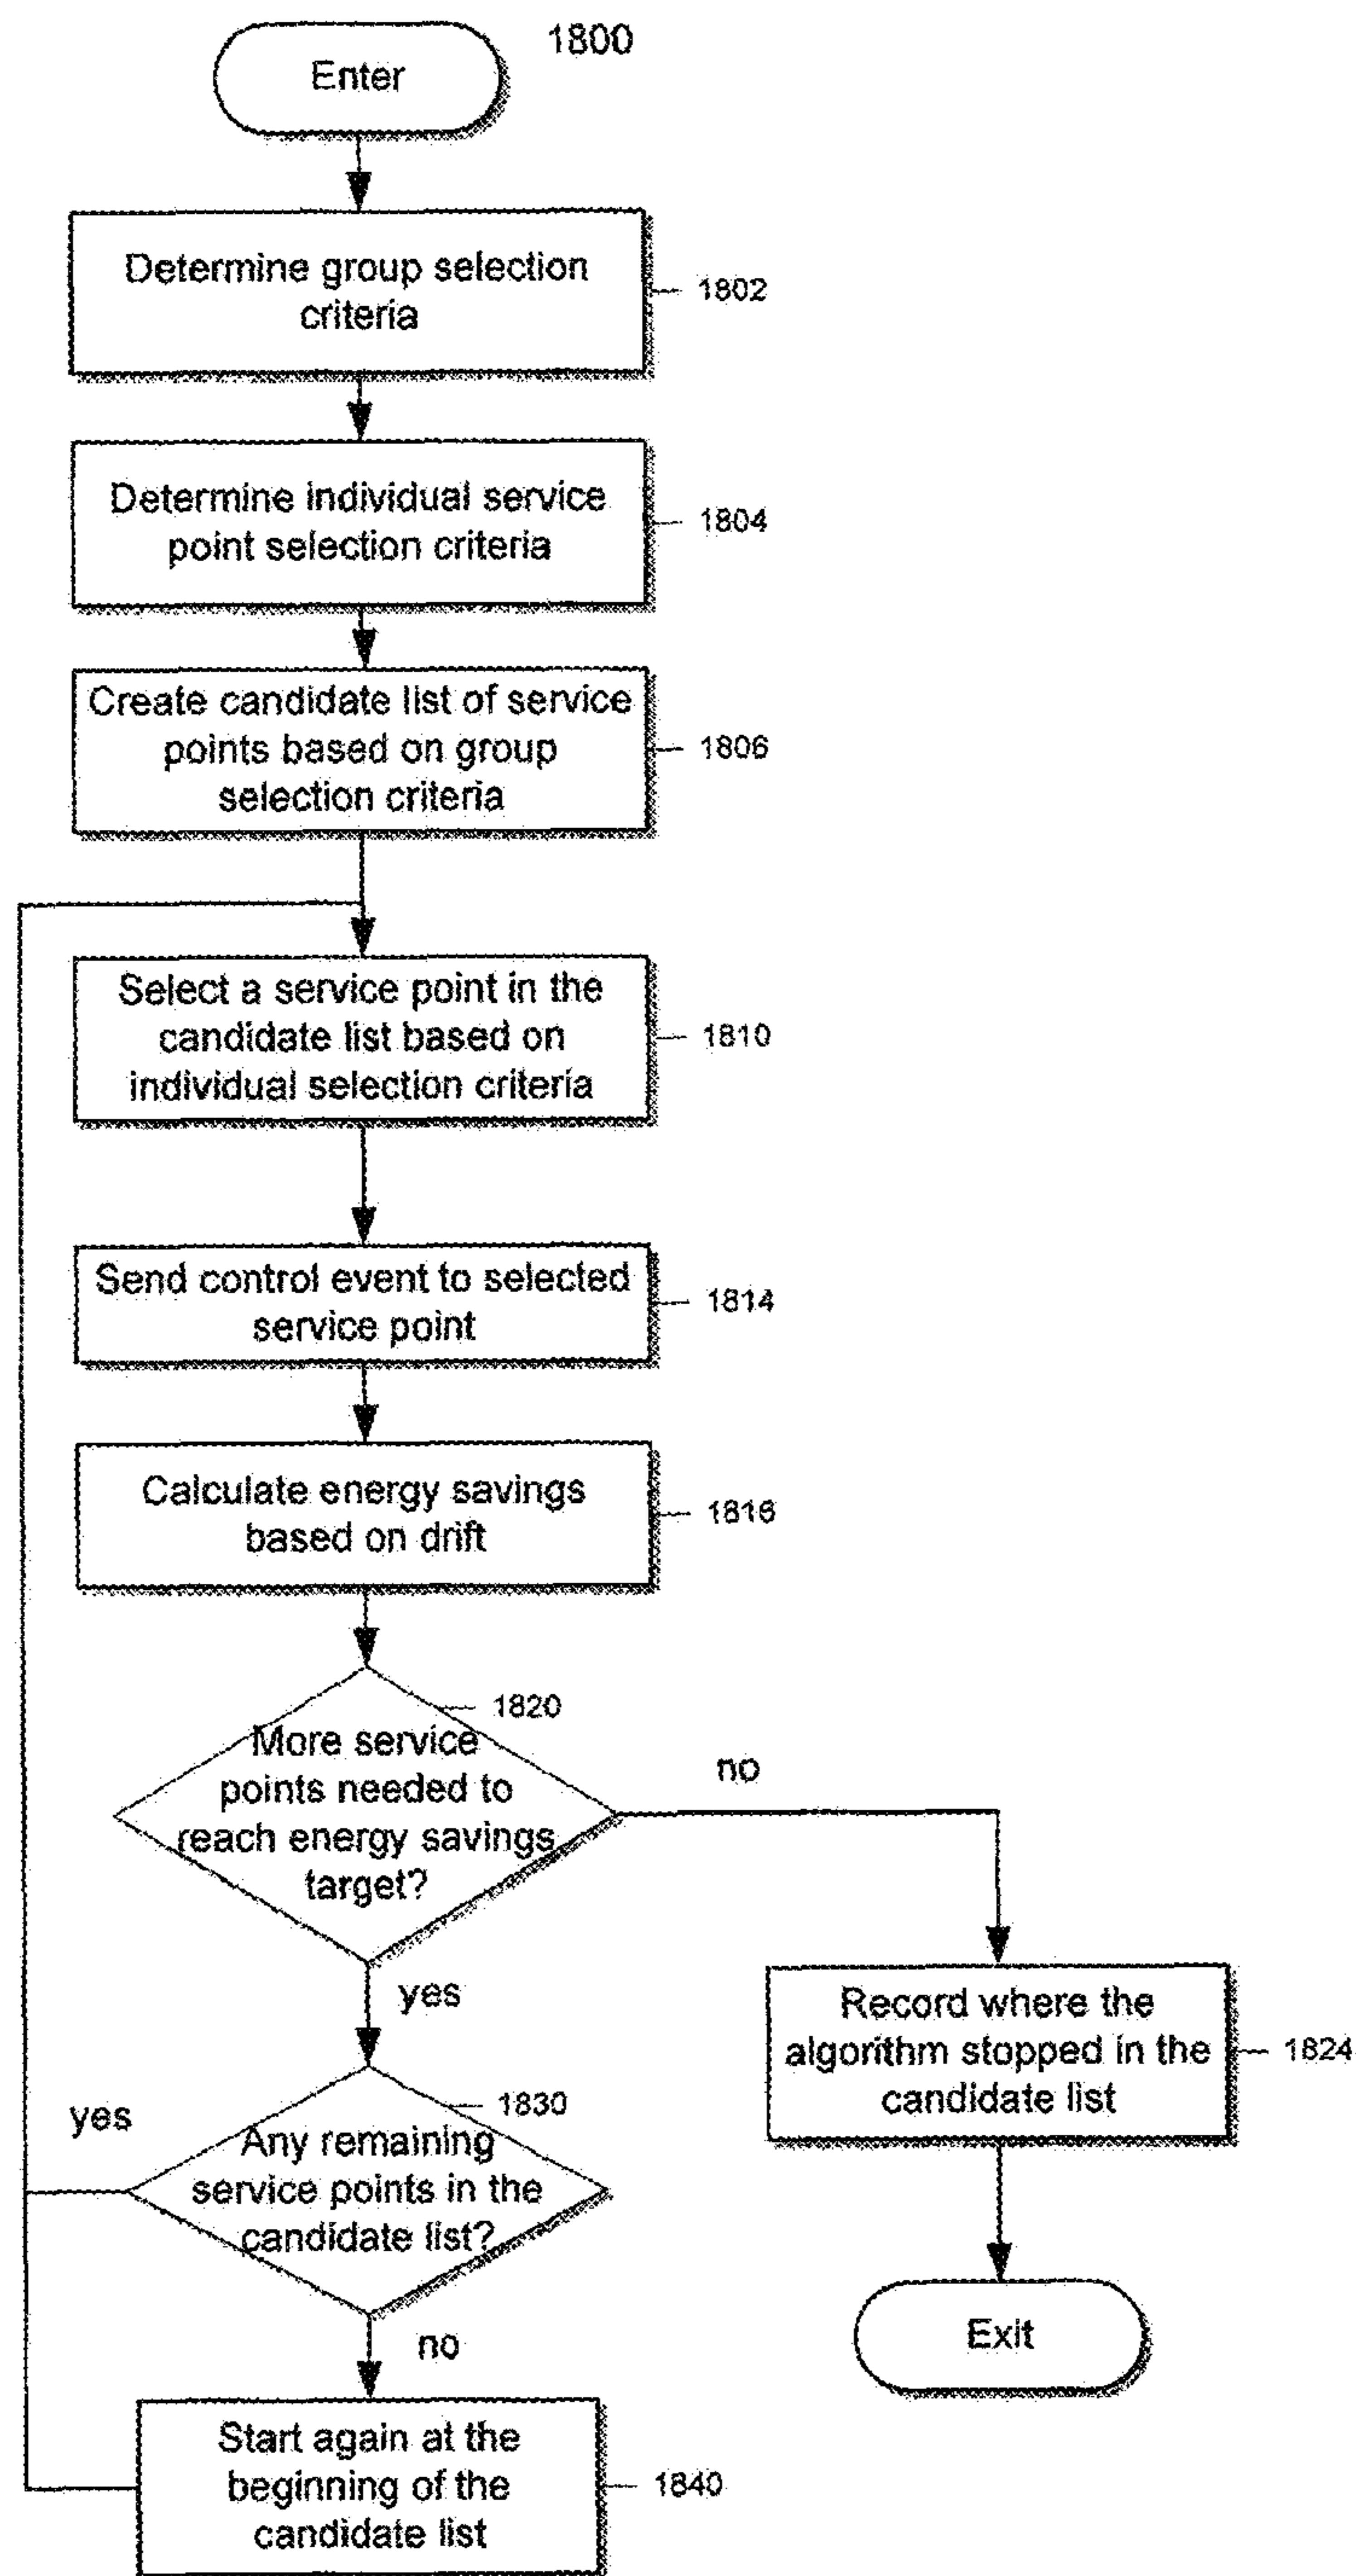 1800
Enter
Determine group selection
criteria
1802
Determine individual service
point selection criteria
1804
Create candidate list of service
points based on group
selection criteria
1806
Select a service point in the
candidate list based on
individual selection criteria
1810
Send control event to selected
service point
1814
Calculate energy savings
based on drift
1816
1820
More service
points needed to
reach energy savings
target?
no
yes
Record where the
algorithm stopped in the
candidate list
1824
yes
1830
Any remaining
service points in the
candidate list?
no
Exit
Start again at the
beginning of the
candidate list
1840